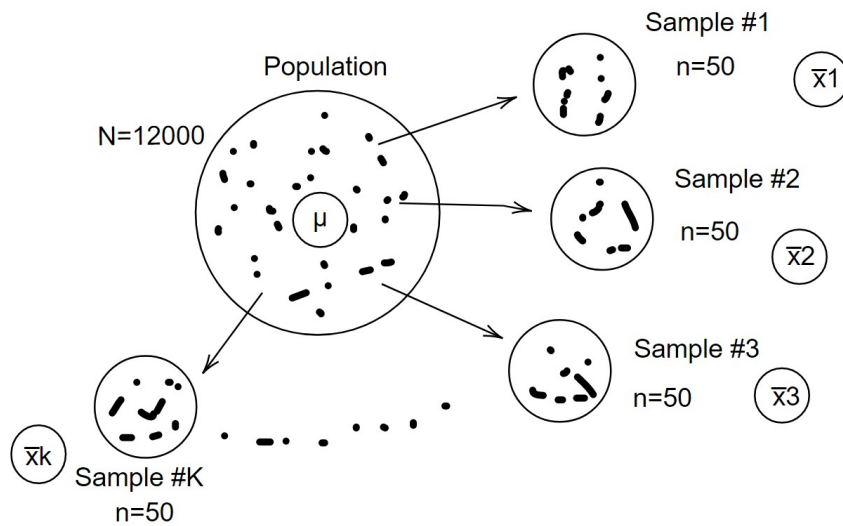 Sample #1
n=50
x̅1
Population
N=12000
μ
Sample #2
n=50
x̅2
Sample #3
n=50
x̅3
x̅k
Sample #K
n=50